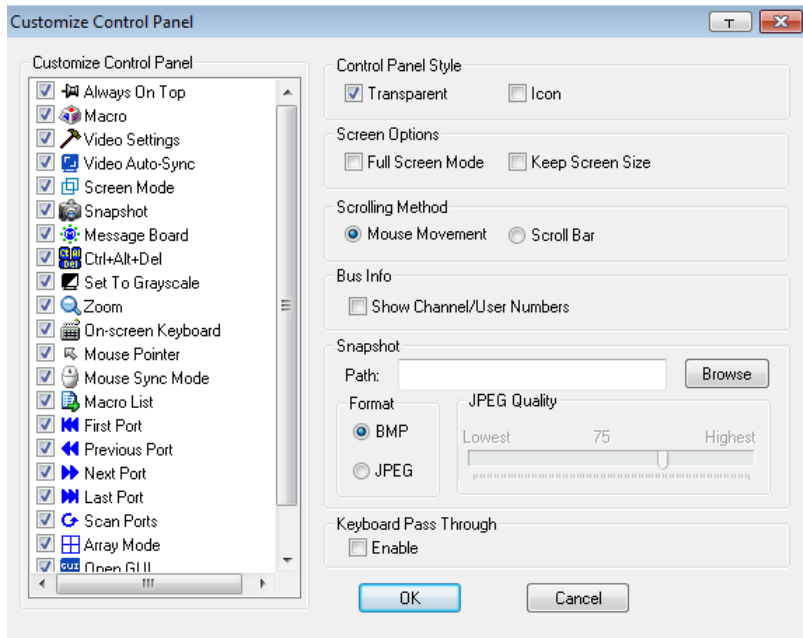 Customize Control Panel
Customize Control Panel
Always On Top
Macro
Video Settings
Video Auto-Sync
Screen Mode
Snapshot
Message Board
Ctrl+Alt+Del
Set To Grayscale
Zoom
On-screen Keyboard
Mouse Pointer
Mouse Sync Mode
Macro List
First Port
Previous Port
Next Port
Last Port
Scan Ports
Array Mode
GUI Open GUI
Control Panel Style
Transparent Icon
Screen Options
Full Screen Mode Keep Screen Size
Scrolling Method
Mouse Movement Scroll Bar
Bus Info
Show Channel/User Numbers
Snapshot
Path: Browse
Format
BMP
JPEG
JPEG Quality
Lowest 75 Highest
Keyboard Pass Through
Enable
OK Cancel